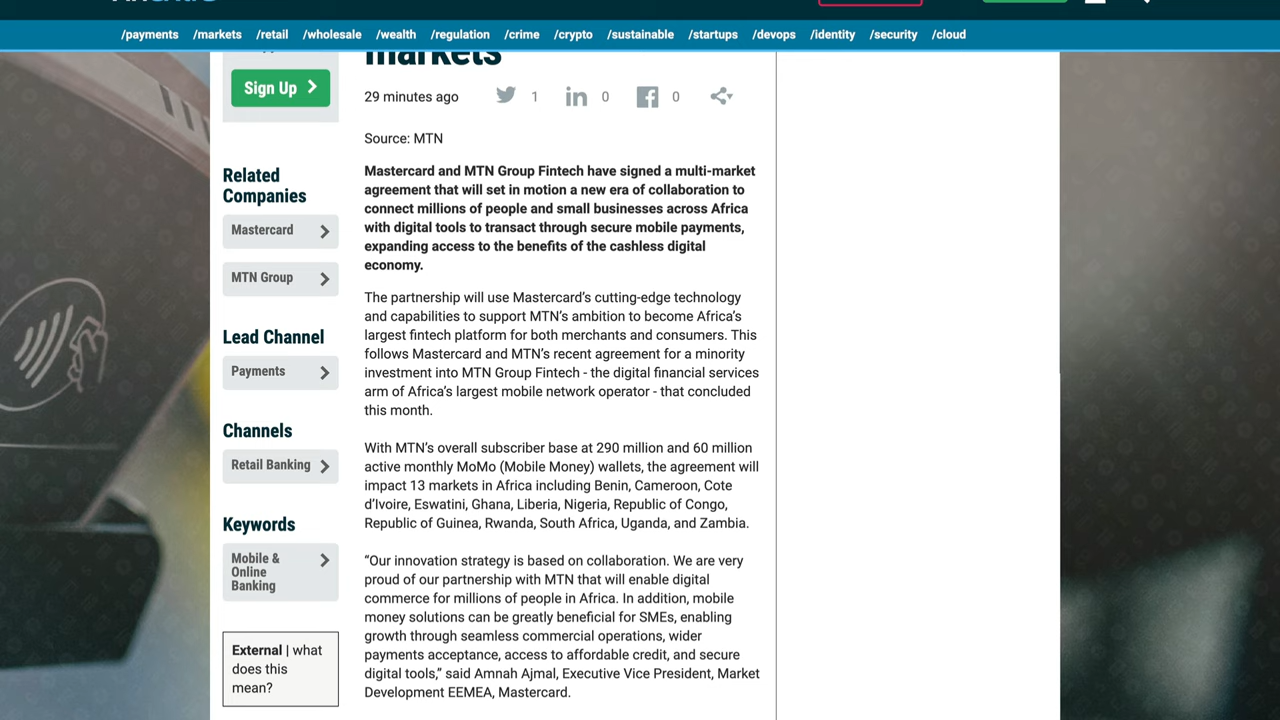 /payments /markets /retail /wholesale /wealth /regulation /crime /crypto /sustainable /startups /devops /identity /security /cloud
markets
Sign Up
29 minutes ago 1 0 0
Source: MTN
Mastercard and MTN Group Fintech have signed a multi-market
agreement that will set in motion a new era of collaboration to
connect millions of people and small businesses across Africa
with digital tools to transact through secure mobile payments,
expanding access to the benefits of the cashless digital
economy.
The partnership will use Mastercard’s cutting-edge technology
and capabilities to support MTN’s ambition to become Africa’s
largest fintech platform for both merchants and consumers. This
follows Mastercard and MTN’s recent agreement for a minority
investment into MTN Group Fintech - the digital financial services
arm of Africa’s largest mobile network operator - that concluded
this month.
With MTN’s overall subscriber base at 290 million and 60 million
active monthly MoMo (Mobile Money) wallets, the agreement will
impact 13 markets in Africa including Benin, Cameroon, Cote
d’Ivoire, Eswatini, Ghana, Liberia, Nigeria, Republic of Congo,
Republic of Guinea, Rwanda, South Africa, Uganda, and Zambia.
“Our innovation strategy is based on collaboration. We are very
proud of our partnership with MTN that will enable digital
commerce for millions of people in Africa. In addition, mobile
money solutions can be greatly beneficial for SMEs, enabling
growth through seamless commercial operations, wider
payments acceptance, access to affordable credit, and secure
digital tools,” said Amnah Ajmal, Executive Vice President, Market
Development EEMEA, Mastercard.
Related
Companies
Mastercard
MTN Group
Lead Channel
Payments
Channels
Retail Banking
Keywords
Mobile &
Online
Banking
External | what
does this
mean?